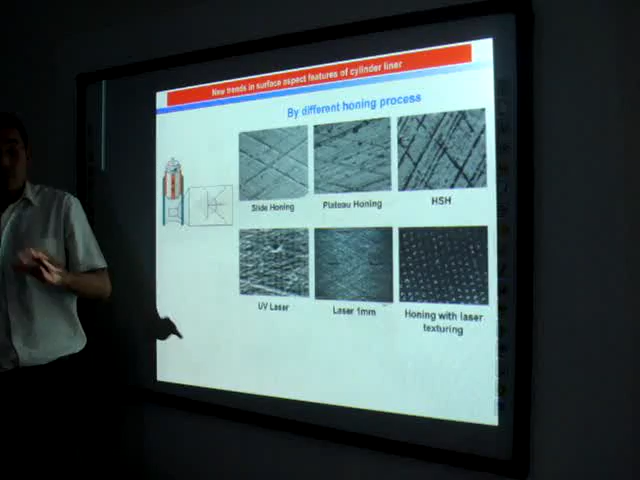 New trends in surface aspect features of cylinder liner
By different honing process
Slide Honing
Plateau Honing
HSH
UV Laser
Laser 1mm
Honing with laser
texturing